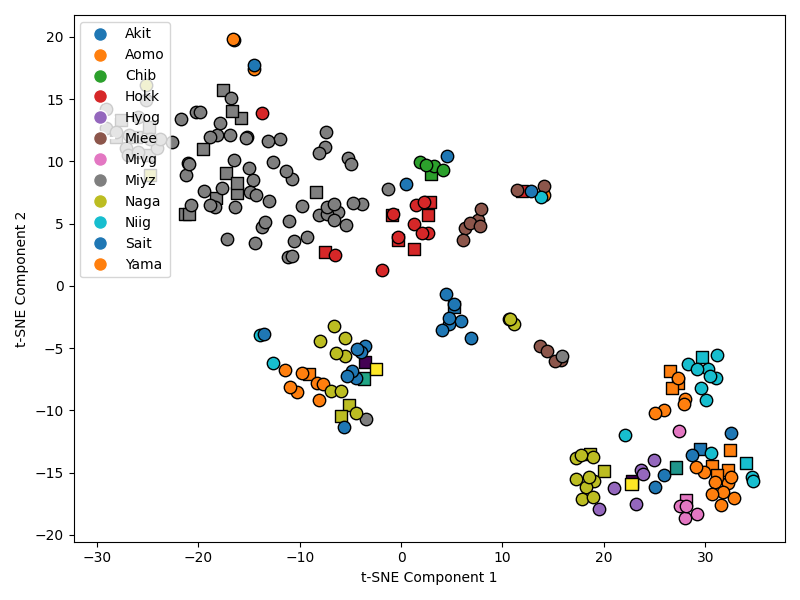 Akit
Aomo
Chib
Hokk
Hyog
Miee
Miyg
Miyz
Naga
Niig
Sait
Yama
20
15
10
5
0
−5
−10
−15
−20
t-SNE Component 2
−30
−20
−10
0
10
20
30
t-SNE Component 1